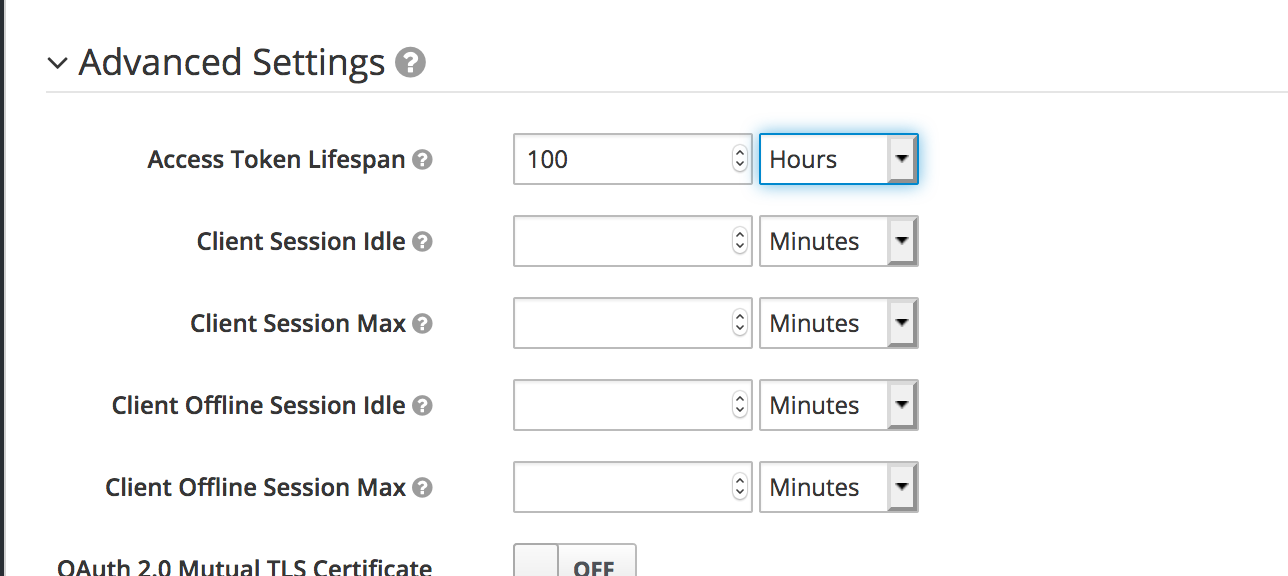 Advanced Settings ?
Access Token Lifespan ? 100 Hours
Client Session Idle ? Minutes
Client Session Max ? Minutes
Client Offline Session Idle ? Minutes
Client Offline Session Max ? Minutes
OAuth 2.0 Mutual TLS Certificate OFF